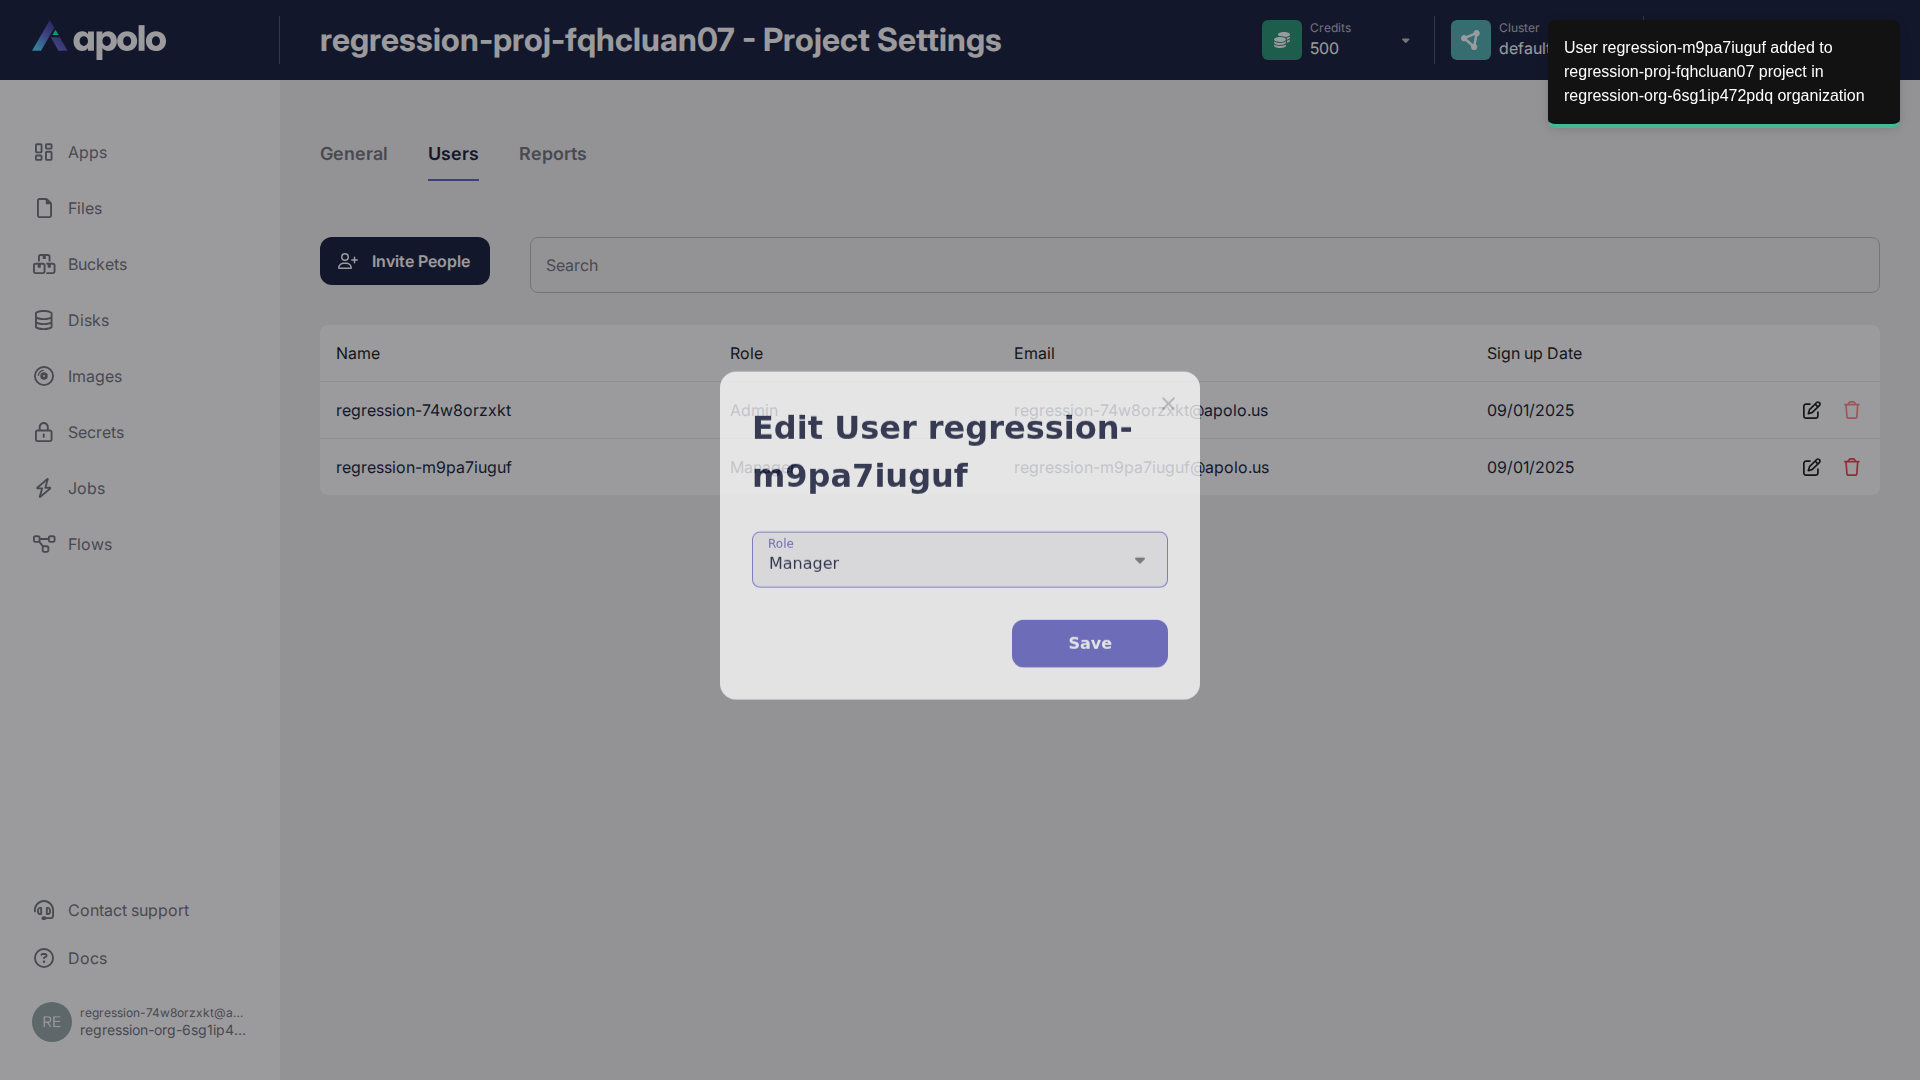 apolo
regression-proj-fqhcluan07 - Project Settings
Credits
500
Cluster
default
User regression-m9pa7iuguf added to
regression-proj-fqhcluan07 project in
regression-org-6sg1ip472pdq organization
Apps
Files
Buckets
Disks
Images
Secrets
Jobs
Flows
General
Users
Reports
Invite People
Search
Name
Role
Email
Sign up Date
regression-74w8orzxkt
Admin
regression-74w8orzxkt@apolo.us
09/01/2025
regression-m9pa7iuguf
Manager
regression-m9pa7iuguf@apolo.us
09/01/2025
Edit User regression-
m9pa7iuguf
Role
Manager
Save
Contact support
Docs
RE
regression-74w8orzxkt@a...
regression-org-6sg1ip4...